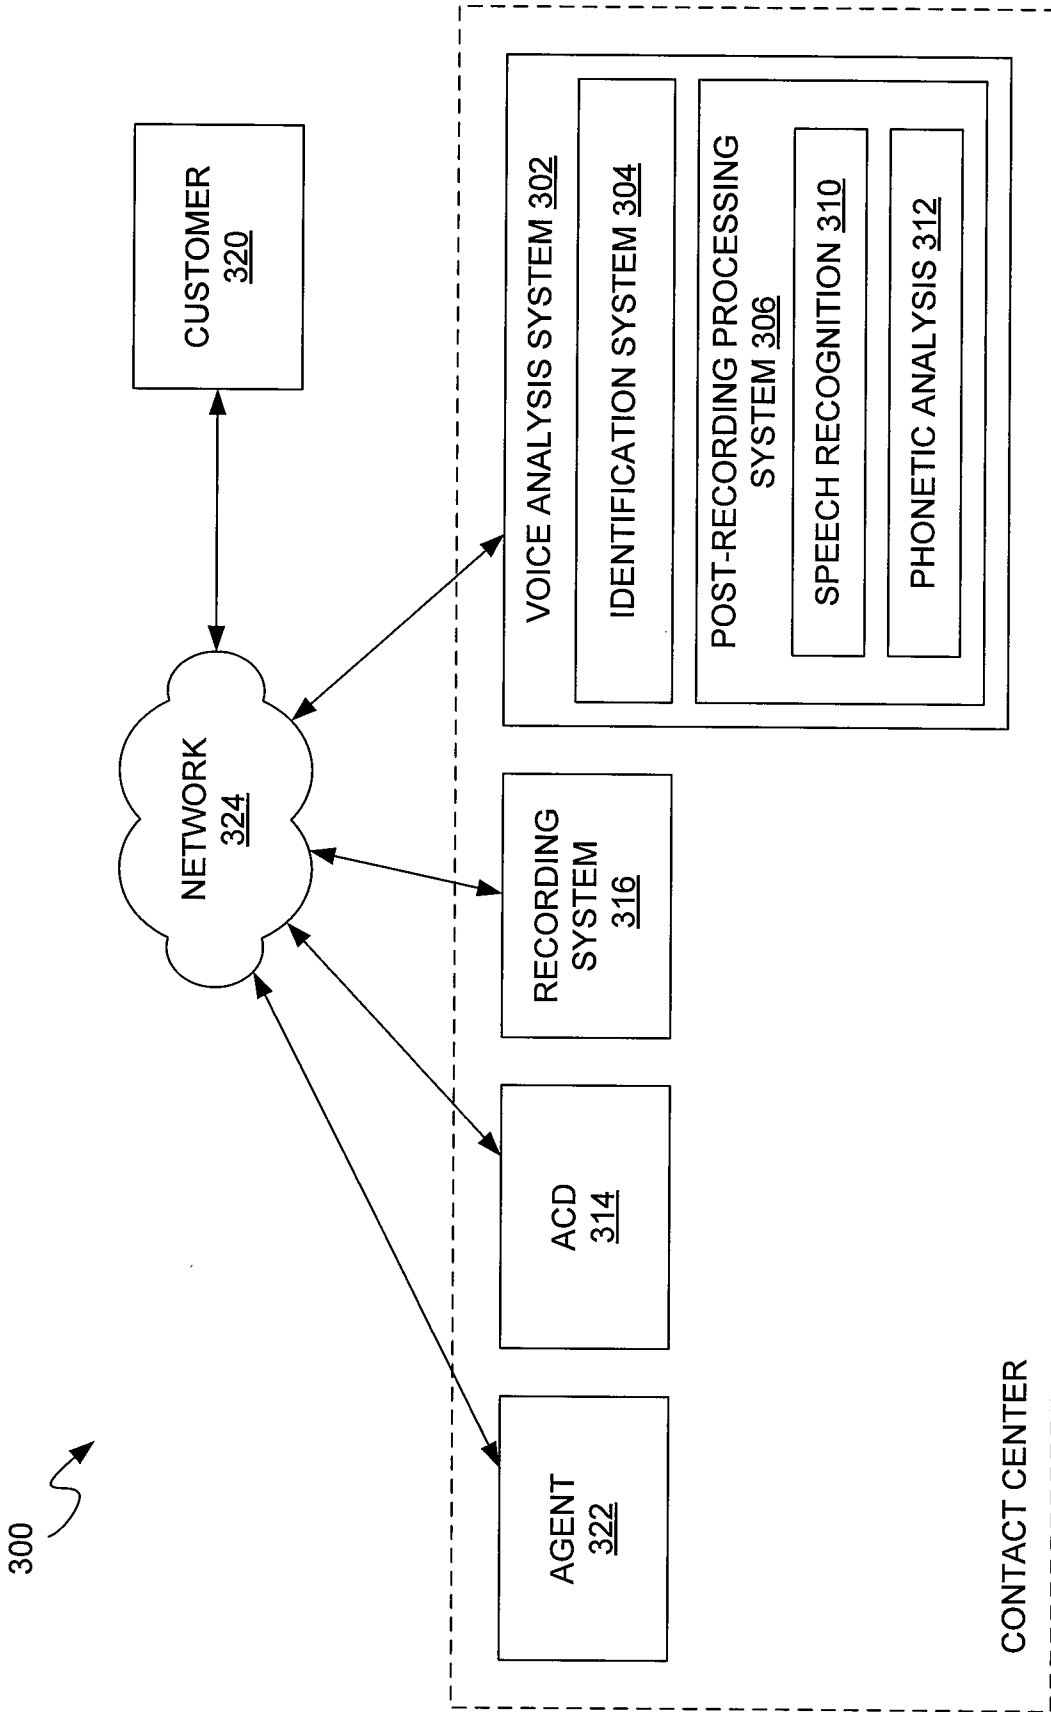 300
CUSTOMER
320
NETWORK
324
AGENT
322
ACD
314
RECORDING
SYSTEM
316
VOICE ANALYSIS SYSTEM 302
IDENTIFICATION SYSTEM 304
POST-RECORDING PROCESSING
SYSTEM 306
SPEECH RECOGNITION 310
PHONETIC ANALYSIS 312
CONTACT CENTER